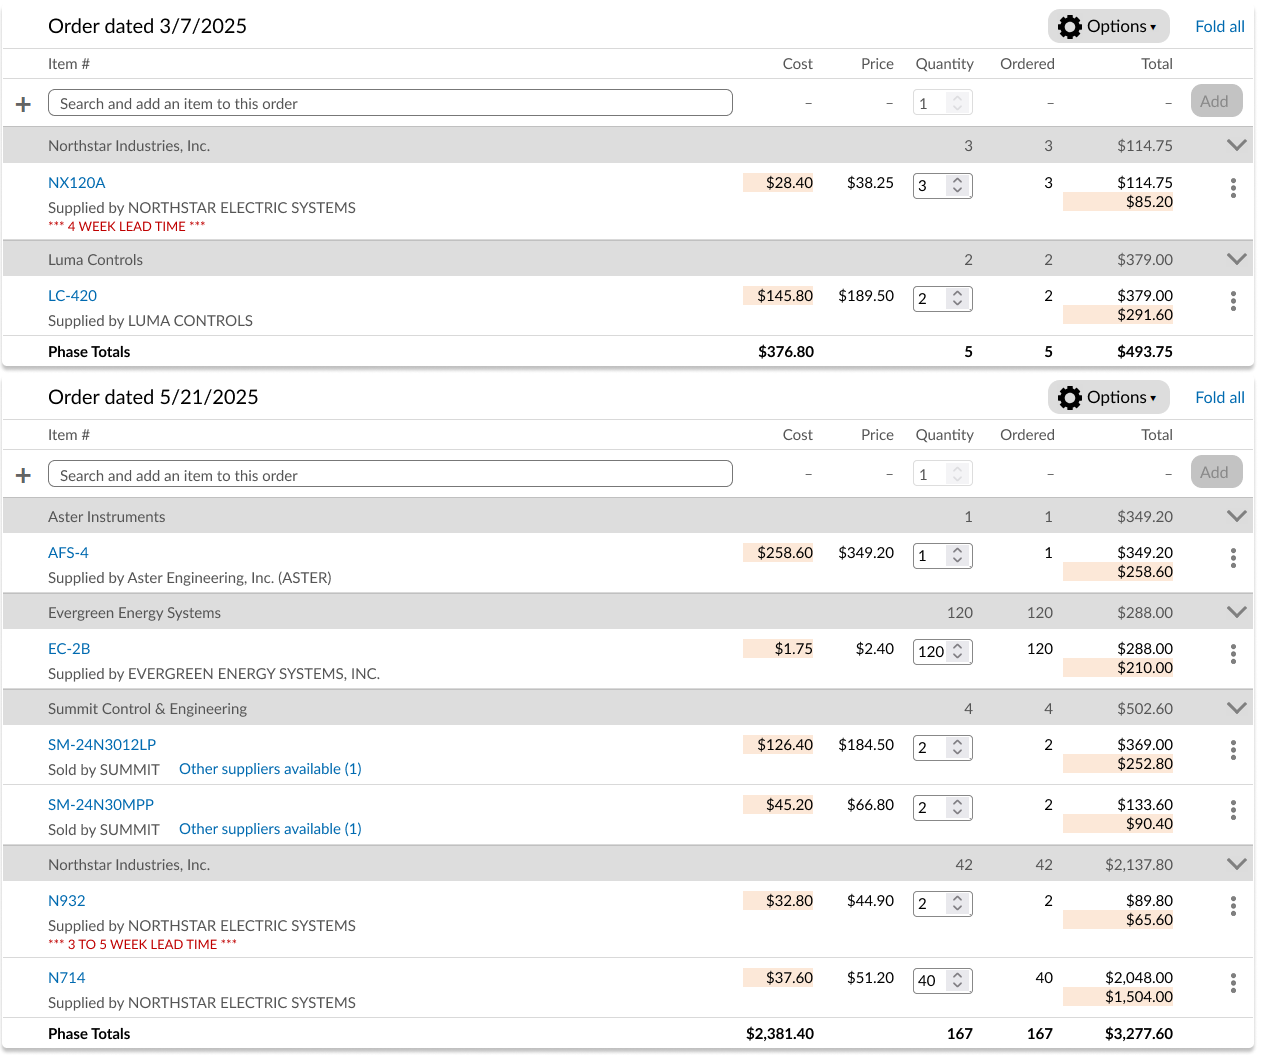 Order dated 3/7/2025 Options Fold all
Item # Cost Price Quantity Ordered Total
+ Search and add an item to this order – – 1 – – Add
Northstar Industries, Inc. 3 3 $114.75
NX120A $28.40 $38.25 3 3 $114.75
$85.20
Supplied by NORTHSTAR ELECTRIC SYSTEMS
*** 4 WEEK LEAD TIME ***
Luma Controls 2 2 $379.00
LC-420 $145.80 $189.50 2 2 $379.00
$291.60
Supplied by LUMA CONTROLS
Phase Totals $376.80 5 5 $493.75
Order dated 5/21/2025 Options Fold all
Item # Cost Price Quantity Ordered Total
+ Search and add an item to this order – – 1 – – Add
Aster Instruments 1 1 $349.20
AFS-4 $258.60 $349.20 1 1 $349.20
$258.60
Supplied by Aster Engineering, Inc. (ASTER)
Evergreen Energy Systems 120 120 $288.00
EC-2B $1.75 $2.40 120 120 $288.00
$210.00
Supplied by EVERGREEN ENERGY SYSTEMS, INC.
Summit Control & Engineering 4 4 $502.60
SM-24N3012LP $126.40 $184.50 2 2 $369.00
$252.80
Sold by SUMMIT Other suppliers available (1)
SM-24N30MPP $45.20 $66.80 2 2 $133.60
$90.40
Sold by SUMMIT Other suppliers available (1)
Northstar Industries, Inc. 42 42 $2,137.80
N932 $32.80 $44.90 2 2 $89.80
$65.60
Supplied by NORTHSTAR ELECTRIC SYSTEMS
*** 3 TO 5 WEEK LEAD TIME ***
N714 $37.60 $51.20 40 40 $2,048.00
$1,504.00
Supplied by NORTHSTAR ELECTRIC SYSTEMS
Phase Totals $2,381.40 167 167 $3,277.60